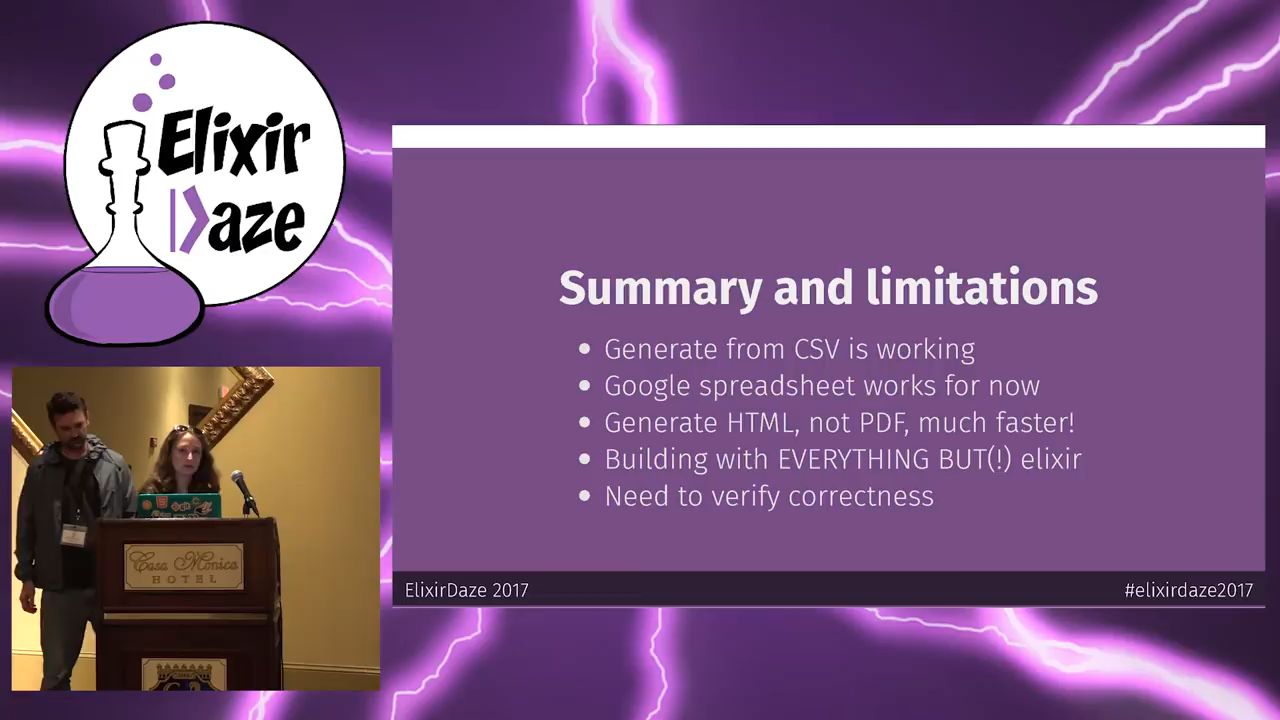 Elixir
Daze
Summary and limitations
• Generate from CSV is working
• Google spreadsheet works for now
• Generate HTML, not PDF, much faster!
• Building with EVERYTHING BUT(!) elixir
• Need to verify correctness
ElixirDaze 2017
#elixirdaze2017
Casa Monica
HOTEL